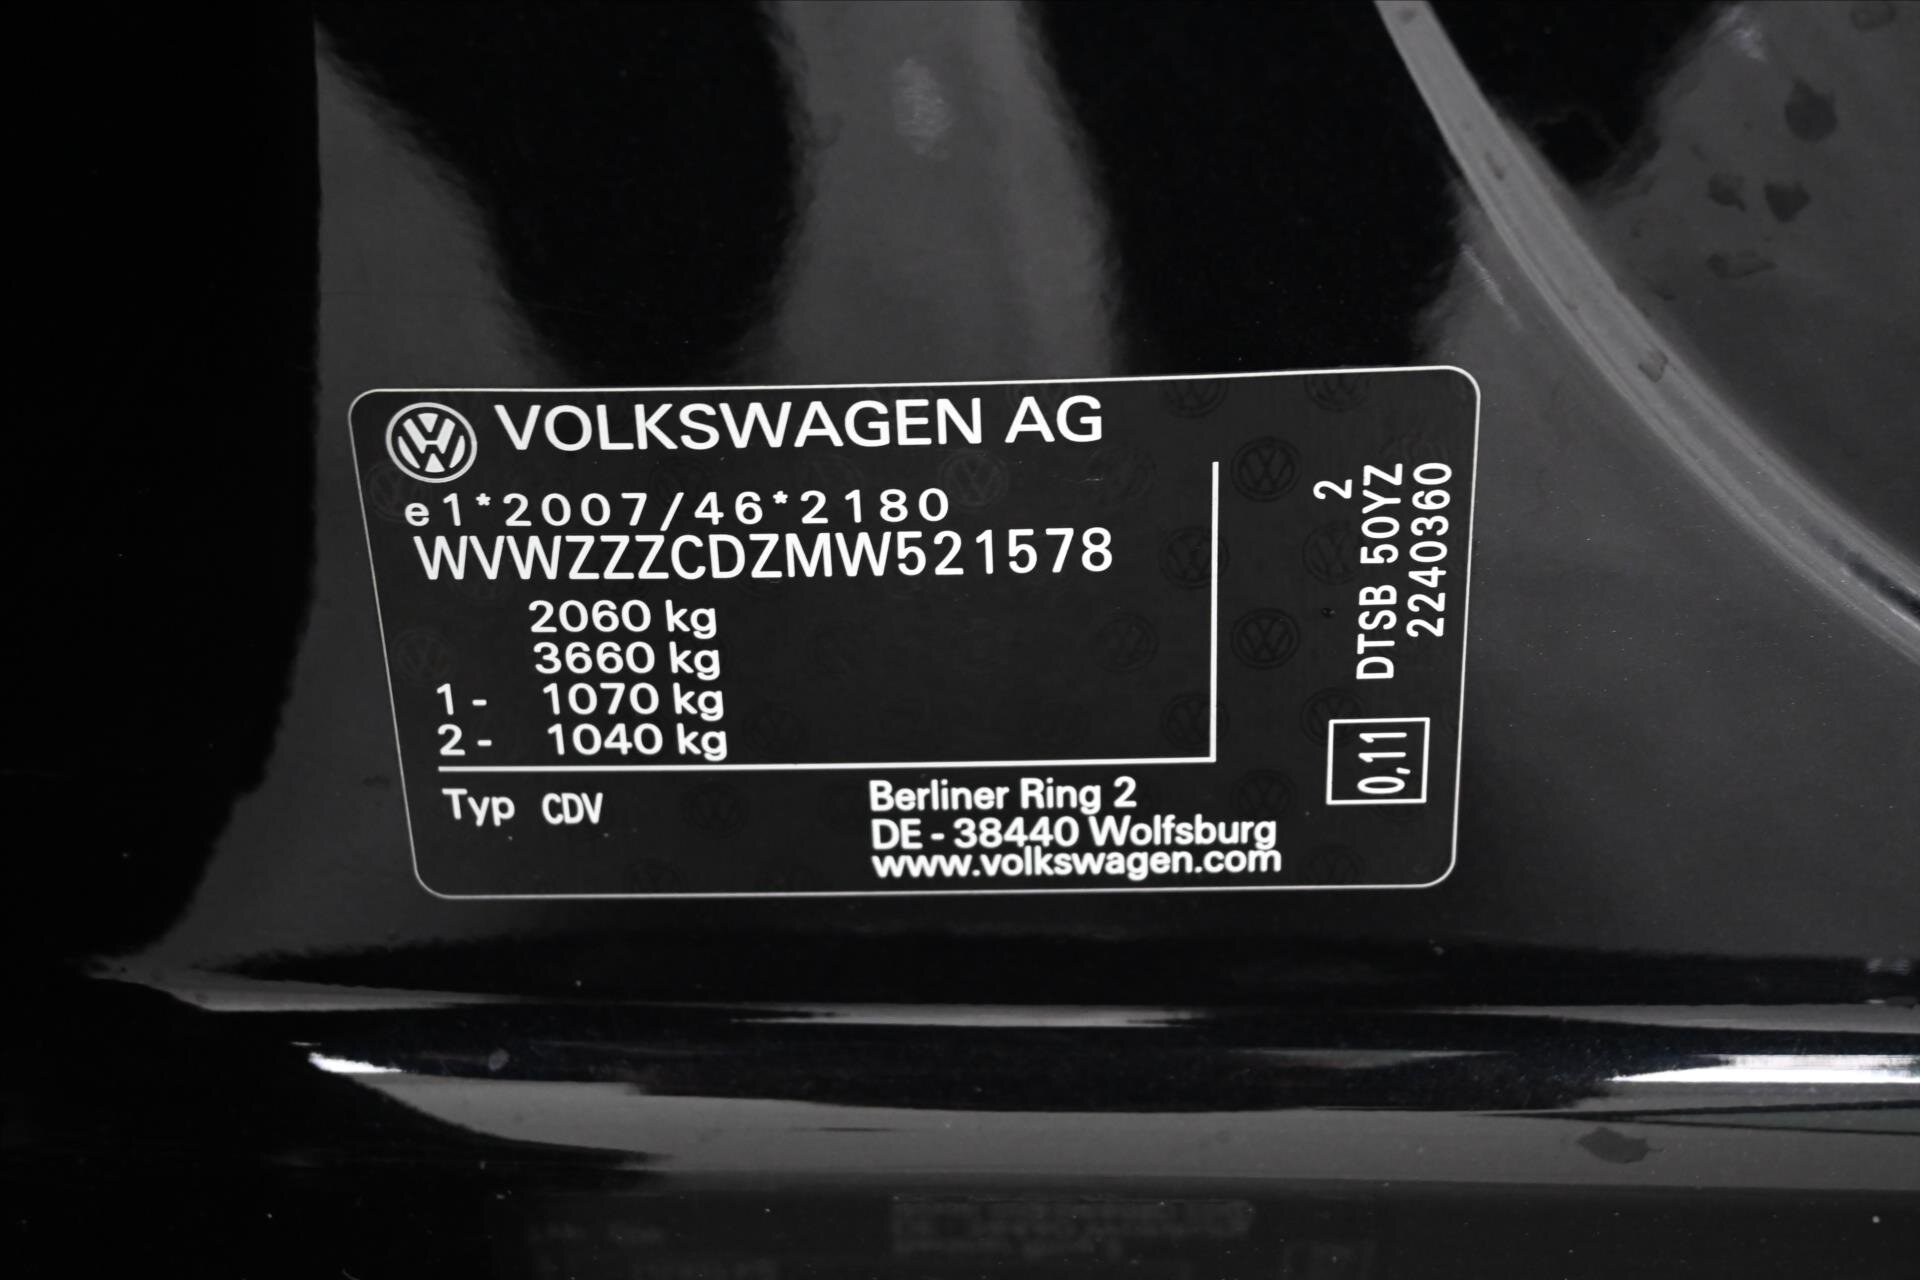 VOLKSWAGEN AG
e1*2007/46*2180
WVWZZZCDZMW521578
2060 kg
3660 kg
1 - 1070 kg
2 - 1040 kg
Typ CDV
Berliner Ring 2
DE - 38440 Wolfsburg
www.volkswagen.com
2
DTSB 50YZ
2240360
0,11